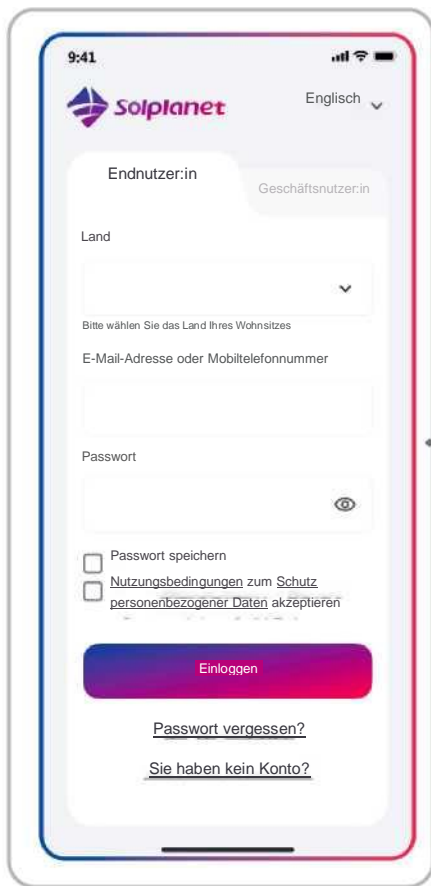 9:41
Solplanet
Englisch
Endnutzer:in
Geschäftsnutzer:in
Land
Bitte wählen Sie das Land Ihres Wohnsitzes
E-Mail-Adresse oder Mobiltelefonnummer
Passwort
Passwort speichern
Nutzungsbedingungen zum Schutz
personenbezogener Daten akzeptieren
Einloggen
Passwort vergessen?
Sie haben kein Konto?